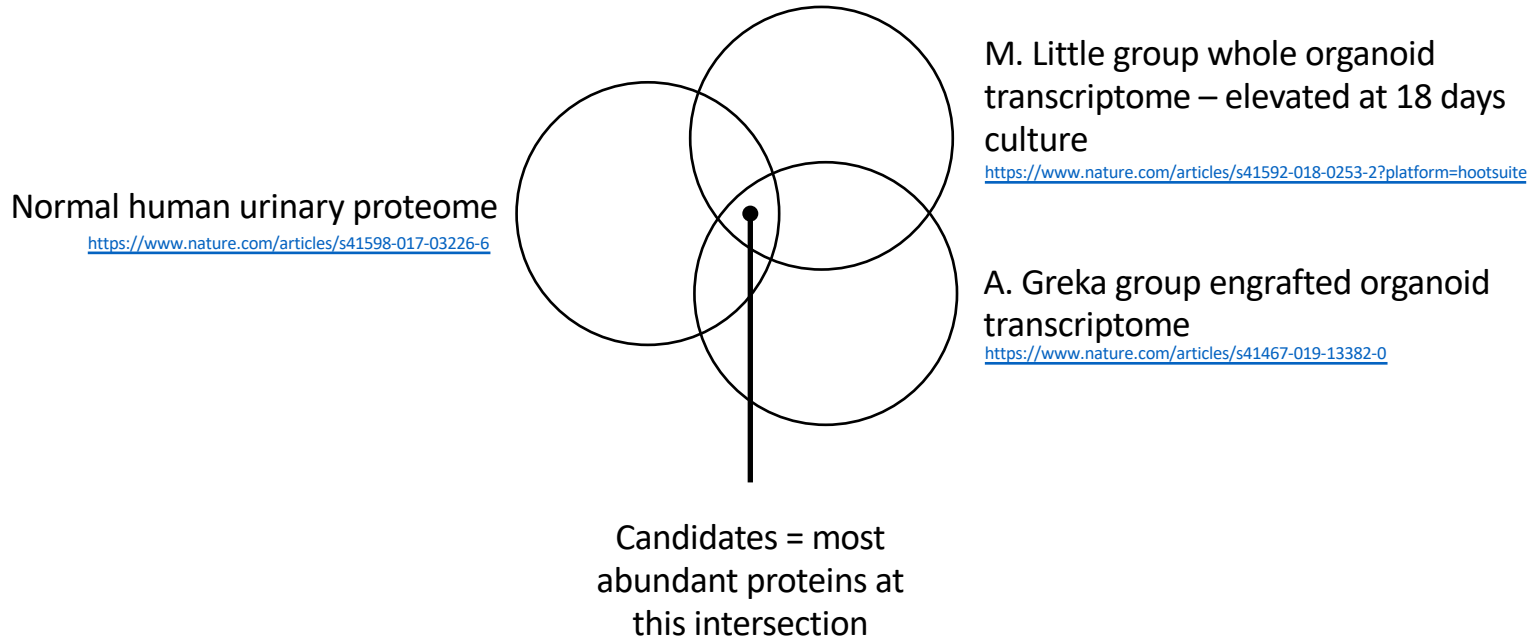 M. Little group whole organoid
transcriptome – elevated at 18 days
culture
https://www.nature.com/articles/s41592-018-0253-2?platform=hootsuite
Normal human urinary proteome
https://www.nature.com/articles/s41598-017-03226-6
A. Greka group engrafted organoid
transcriptome
https://www.nature.com/articles/s41467-019-13382-0
Candidates = most
abundant proteins at
this intersection